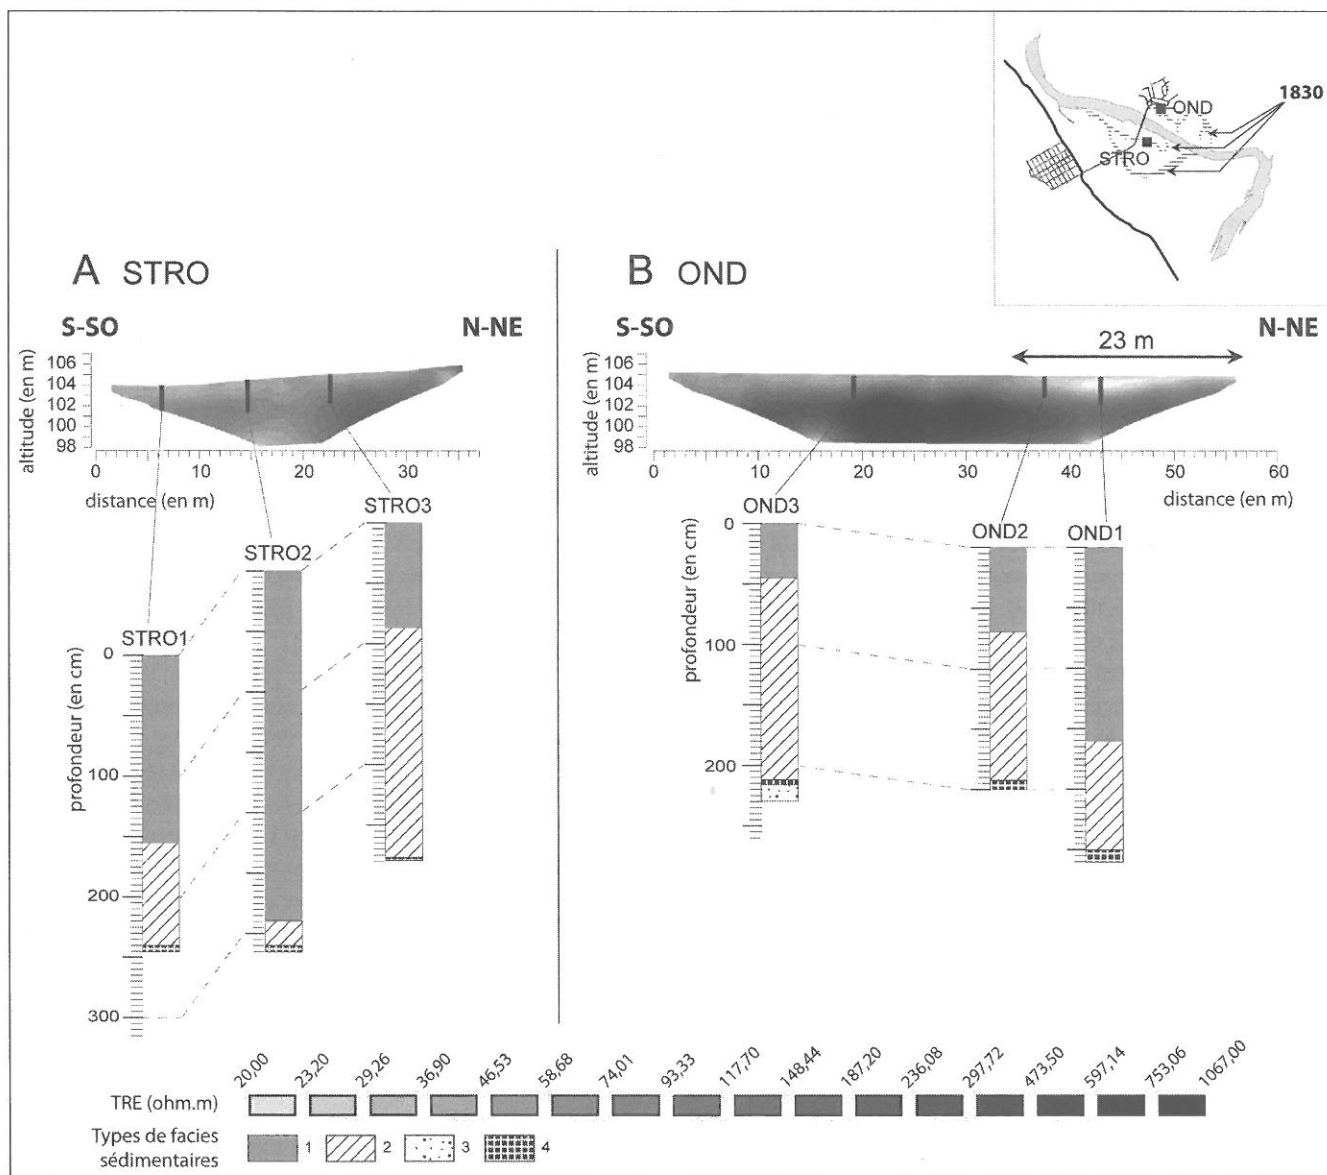 1830
OND
STRO
A STRO
B OND
S-SO
N-NE
S-SO
23 m
N-NE
altitude (en m)
106
104
102
100
98
0
10
20
30
distance (en m)
altitude (en m)
106
104
102
100
98
0
10
20
30
40
50
60
distance (en m)
STRO3
STRO2
STRO1
profondeur (en cm)
0
100
200
300
OND3
OND2
OND1
profondeur (en cm)
0
100
200
20,00
23,20
29,26
36,90
46,53
58,68
74,01
93,33
117,70
148,44
187,20
236,08
297,72
473,50
597,14
753,06
1067,00
TRE (ohm.m)
Types de facies
sédimentaires
1
2
3
4